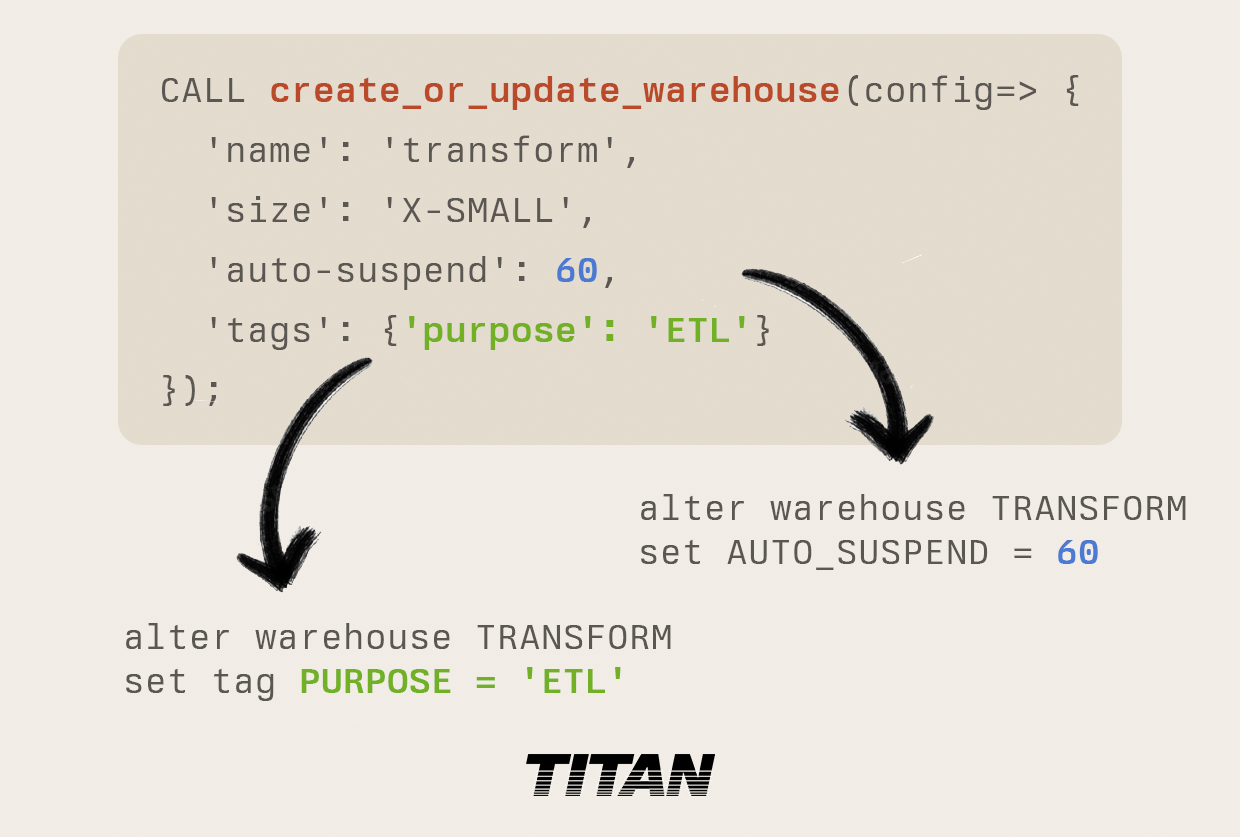 CALL create_or_update_warehouse(config=> {
  'name': 'transform',
  'size': 'X-SMALL',
  'auto-suspend': 60,
  'tags': {'purpose': 'ETL'}
});
alter warehouse TRANSFORM
set AUTO_SUSPEND = 60
alter warehouse TRANSFORM
set tag PURPOSE = 'ETL'
TITAN